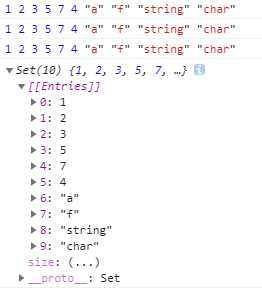 1 2 3 5 7 4 "a" "f" "string" "char"
1 2 3 5 7 4 "a" "f" "string" "char"
1 2 3 5 7 4 "a" "f" "string" "char"
▼Set(10) {1, 2, 3, 5, 7, …} i
▼[[Entries]]
▶0: 1
▶1: 2
▶2: 3
▶3: 5
▶4: 7
▶5: 4
▶6: "a"
▶7: "f"
▶8: "string"
▶9: "char"
size: (...)
▶__proto__: Set